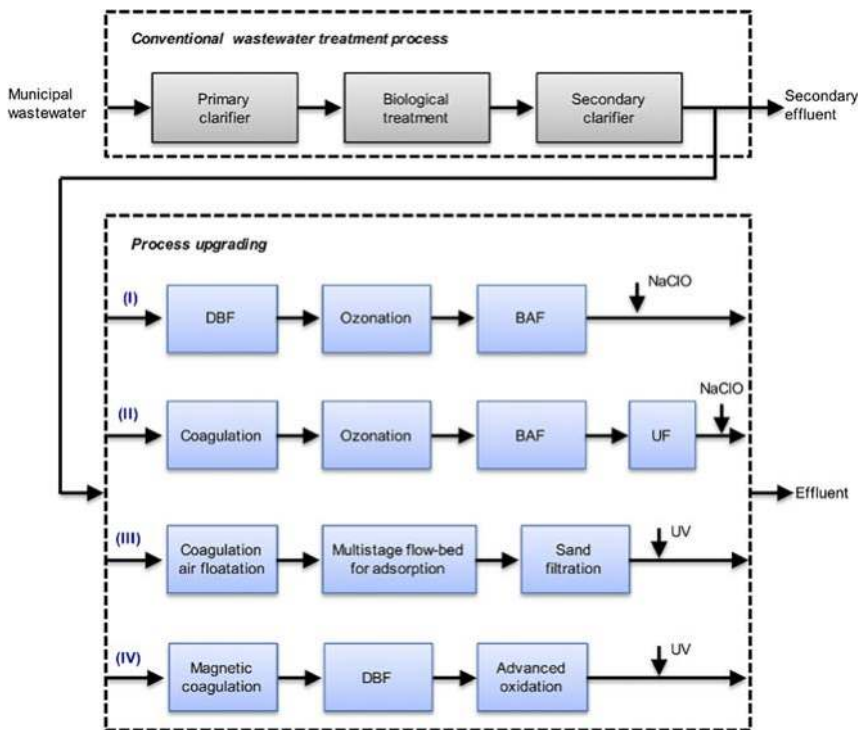 Conventional wastewater treatment process
Municipal
wastewater
Primary
clarifier
Biological
treatment
Secondary
clarifier
Secondary
effluent
Process upgrading
(I)
DBF
Ozonation
BAF
NaClO
(II)
Coagulation
Ozonation
BAF
UF
NaClO
Effluent
(III)
Coagulation
air floatation
Multistage flow-bed
for adsorption
Sand
filtration
UV
(IV)
Magnetic
coagulation
DBF
Advanced
oxidation
UV